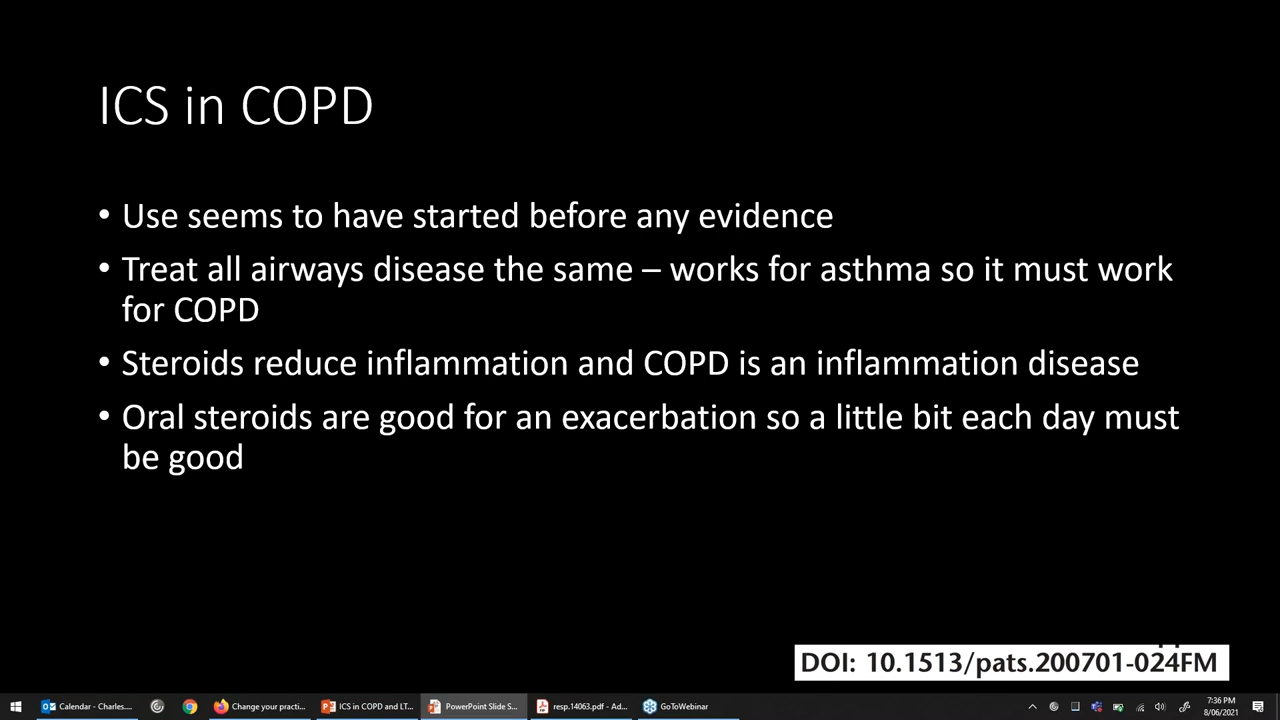 ICS in COPD
• Use seems to have started before any evidence
• Treat all airways disease the same – works for asthma so it must work
for COPD
• Steroids reduce inflammation and COPD is an inflammation disease
• Oral steroids are good for an exacerbation so a little bit each day must
be good
DOI: 10.1513/pats.200701-024FM
Calendar - Charles....
Change your practi...
ICS in COPD and LT...
PowerPoint Slide S...
resp.14063.pdf - Ad...
GoToWebinar
7:36 PM
8/06/2021